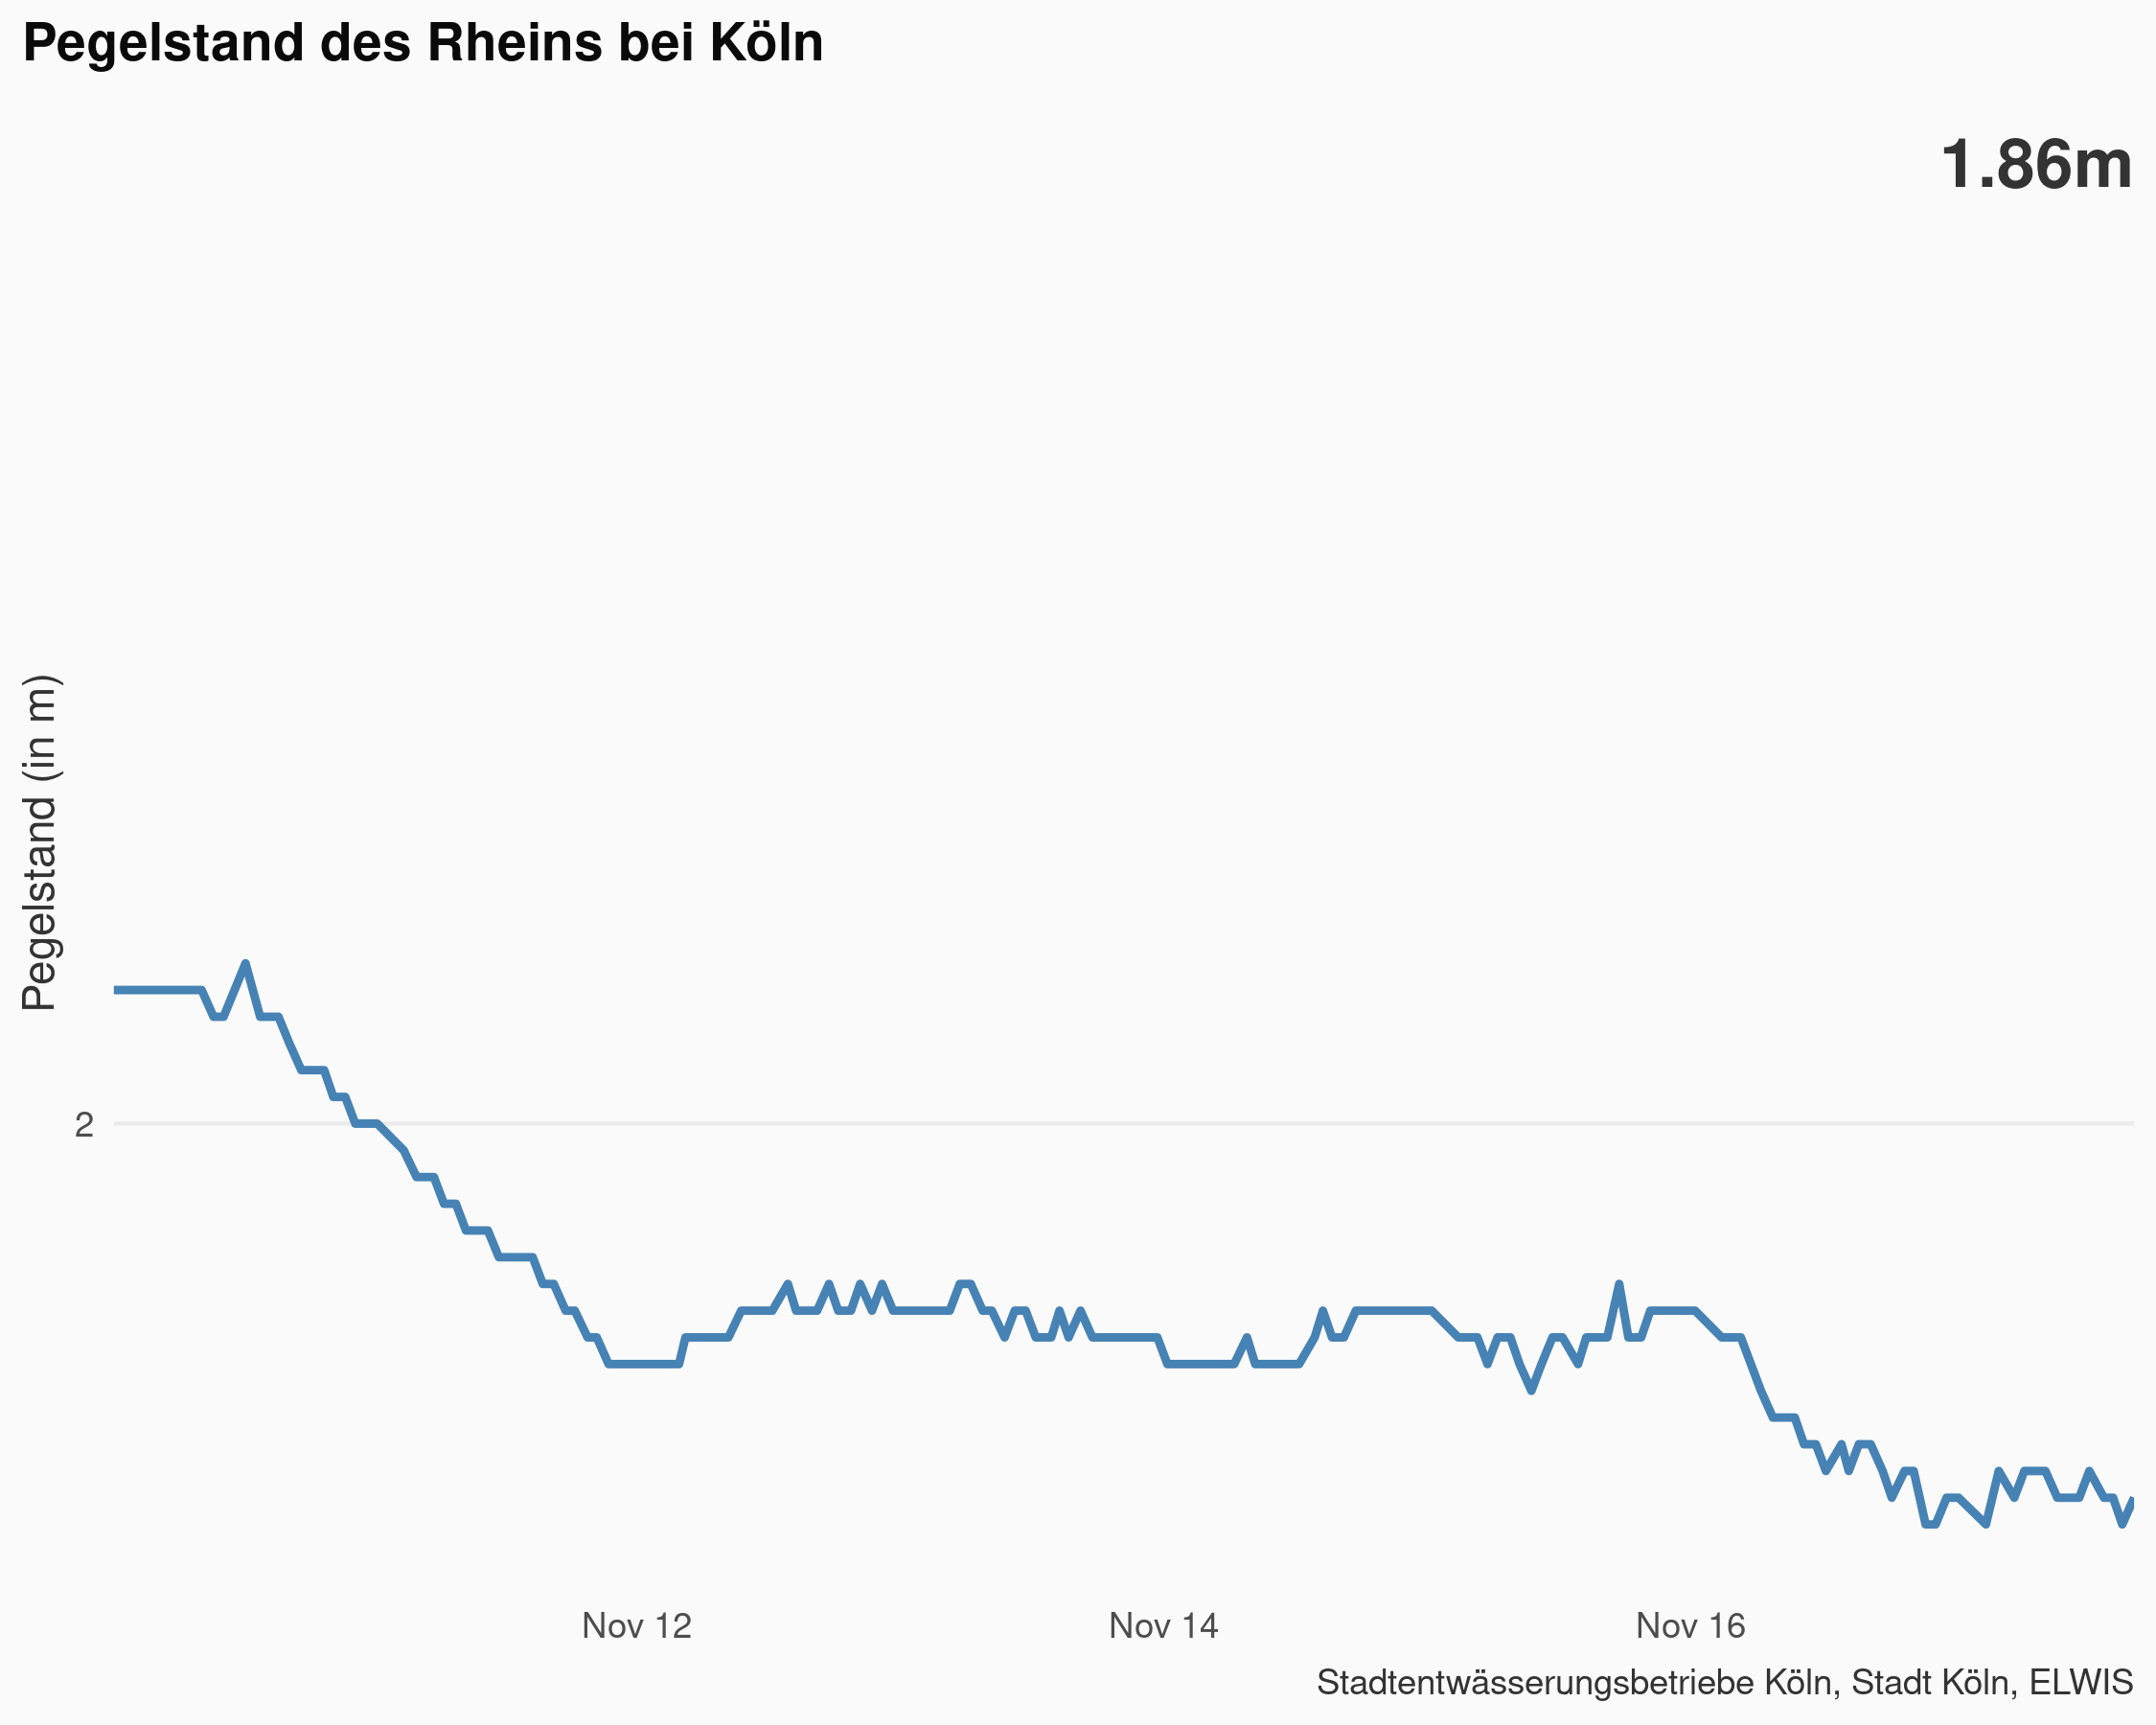 Pegelstand des Rheins bei Köln
1.86m
Pegelstand (in m)
2
Nov 12
Nov 14
Nov 16
Stadtentwässerungsbetriebe Köln, Stadt Köln, ELWIS